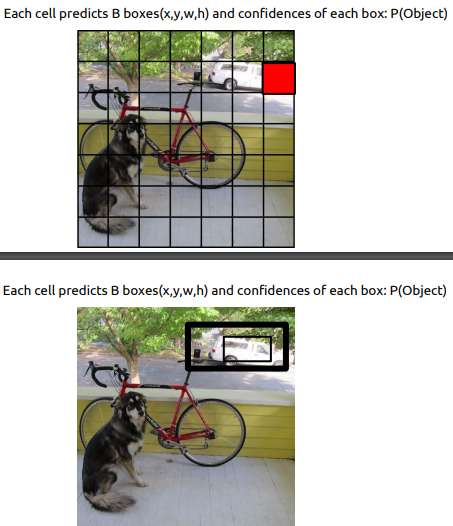 Each cell predicts B boxes(x,y,w,h) and confidences of each box: P(Object)
Each cell predicts B boxes(x,y,w,h) and confidences of each box: P(Object)